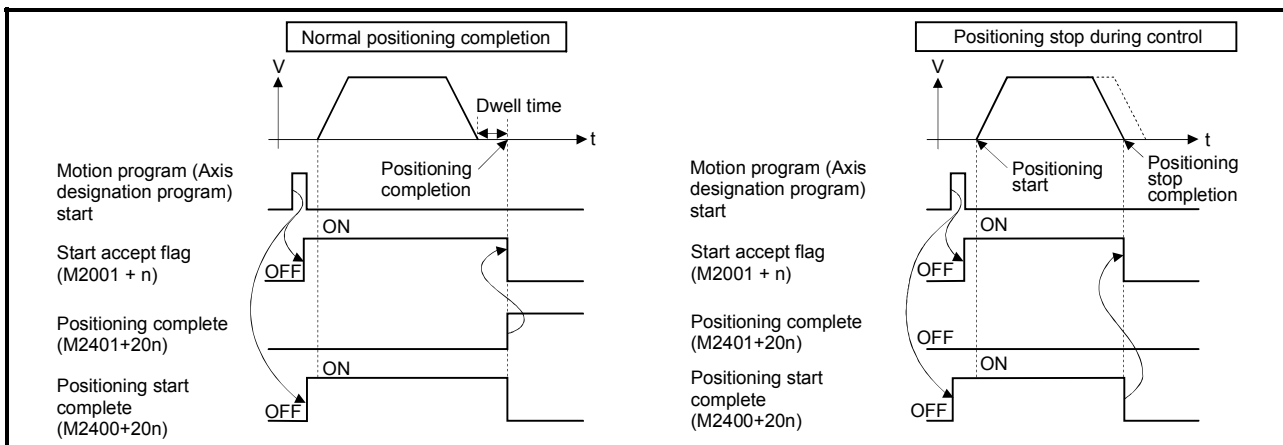 Normal positioning completion
V
Dwell time
t
Positioning
completion
Motion program (Axis
designation program)
start
ON
Start accept flag
(M2001 + n)
OFF
Positioning complete
(M2401+20n)
ON
Positioning start
complete
(M2400+20n)
OFF
Positioning stop during control
V
t
Positioning
start
Positioning
stop
completion
Motion program (Axis
designation program)
start
ON
Start accept flag
(M2001 + n)
OFF
Positioning complete
(M2401+20n)
OFF
ON
Positioning start
complete
(M2400+20n)
OFF